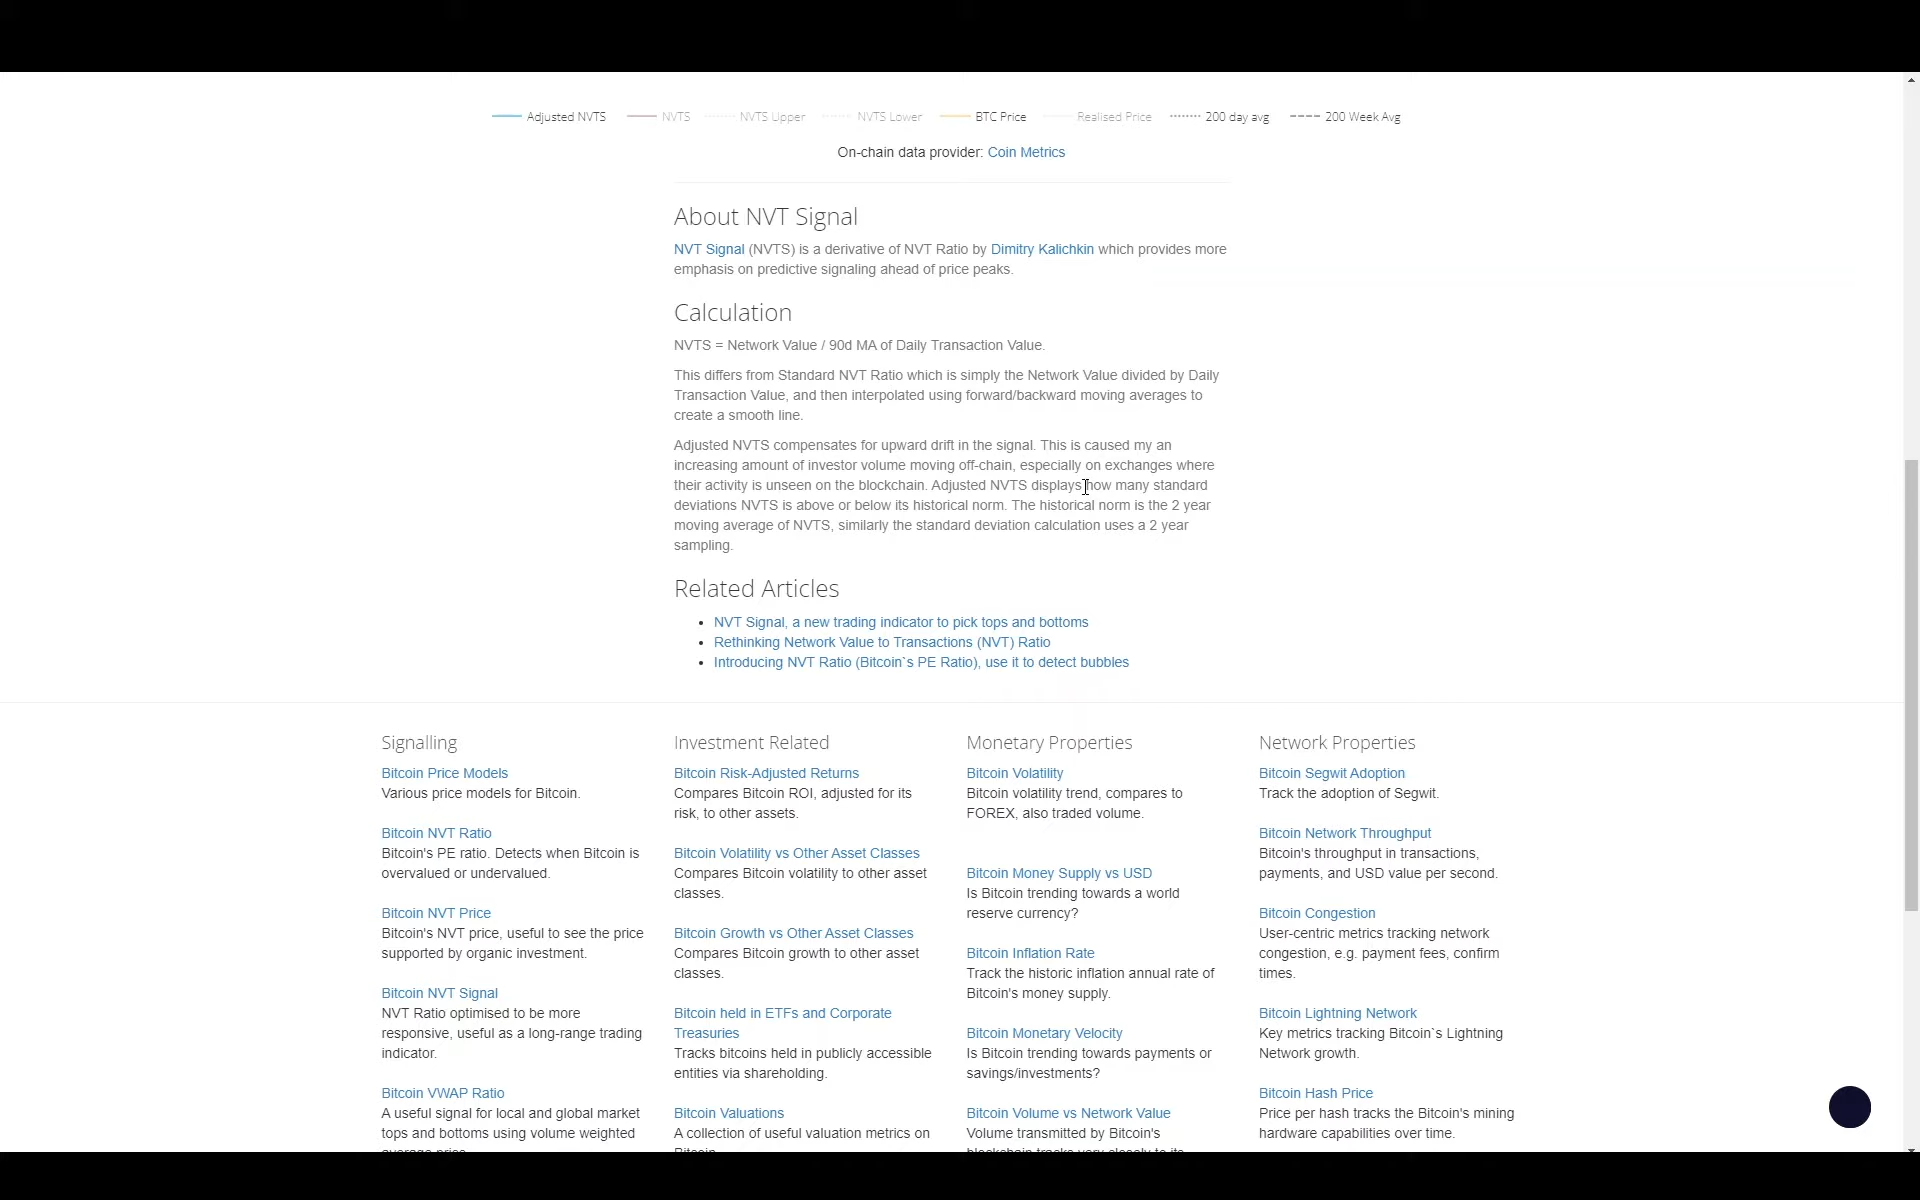 Adjusted NVTS NVTS NVTS Upper NVTS Lower BTC Price Realised Price 200 day avg 200 Week Avg
On-chain data provider: Coin Metrics
About NVT Signal
NVT Signal (NVTS) is a derivative of NVT Ratio by Dimitry Kalichkin which provides more
emphasis on predictive signaling ahead of price peaks.
Calculation
NVTS = Network Value / 90d MA of Daily Transaction Value.
This differs from Standard NVT Ratio which is simply the Network Value divided by Daily
Transaction Value, and then interpolated using forward/backward moving averages to
create a smooth line.
Adjusted NVTS compensates for upward drift in the signal. This is caused my an
increasing amount of investor volume moving off-chain, especially on exchanges where
their activity is unseen on the blockchain. Adjusted NVTS displays how many standard
deviations NVTS is above or below its historical norm. The historical norm is the 2 year
moving average of NVTS, similarly the standard deviation calculation uses a 2 year
sampling.
Related Articles
• NVT Signal, a new trading indicator to pick tops and bottoms
• Rethinking Network Value to Transactions (NVT) Ratio
• Introducing NVT Ratio (Bitcoin`s PE Ratio), use it to detect bubbles
Signalling
Bitcoin Price Models
Various price models for Bitcoin.
Bitcoin NVT Ratio
Bitcoin's PE ratio. Detects when Bitcoin is
overvalued or undervalued.
Bitcoin NVT Price
Bitcoin's NVT price, useful to see the price
supported by organic investment.
Bitcoin NVT Signal
NVT Ratio optimised to be more
responsive, useful as a long-range trading
indicator.
Bitcoin VWAP Ratio
A useful signal for local and global market
tops and bottoms using volume weighted
average price.
Investment Related
Bitcoin Risk-Adjusted Returns
Compares Bitcoin ROI, adjusted for its
risk, to other assets.
Bitcoin Volatility vs Other Asset Classes
Compares Bitcoin volatility to other asset
classes.
Bitcoin Growth vs Other Asset Classes
Compares Bitcoin growth to other asset
classes.
Bitcoin held in ETFs and Corporate
Treasuries
Tracks bitcoins held in publicly accessible
entities via shareholding.
Bitcoin Valuations
A collection of useful valuation metrics on
Bitcoin.
Monetary Properties
Bitcoin Volatility
Bitcoin volatility trend, compares to
FOREX, also traded volume.
Bitcoin Money Supply vs USD
Is Bitcoin trending towards a world
reserve currency?
Bitcoin Inflation Rate
Track the historic inflation annual rate of
Bitcoin's money supply.
Bitcoin Monetary Velocity
Is Bitcoin trending towards payments or
savings/investments?
Bitcoin Volume vs Network Value
Volume transmitted by Bitcoin's
blockchain tracks very closely to its
Network Properties
Bitcoin Segwit Adoption
Track the adoption of Segwit.
Bitcoin Network Throughput
Bitcoin's throughput in transactions,
payments, and USD value per second.
Bitcoin Congestion
User-centric metrics tracking network
congestion, e.g. payment fees, confirm
times.
Bitcoin Lightning Network
Key metrics tracking Bitcoin`s Lightning
Network growth.
Bitcoin Hash Price
Price per hash tracks the Bitcoin's mining
hardware capabilities over time.